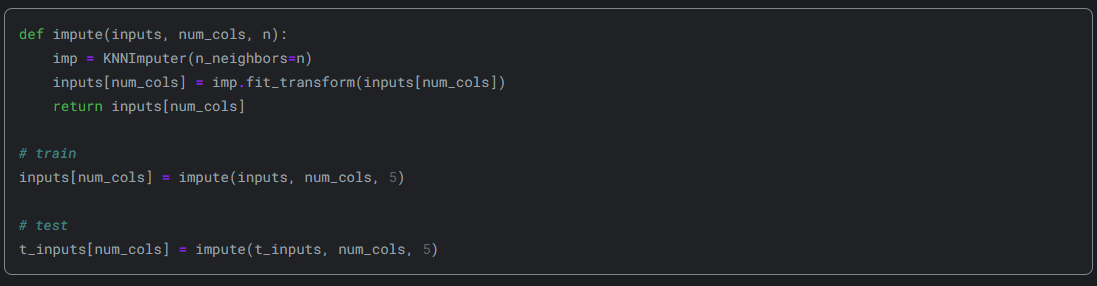 def impute(inputs, num_cols, n):
    imp = KNNImputer(n_neighbors=n)
    inputs[num_cols] = imp.fit_transform(inputs[num_cols])
    return inputs[num_cols]

# train
inputs[num_cols] = impute(inputs, num_cols, 5)

# test
t_inputs[num_cols] = impute(t_inputs, num_cols, 5)